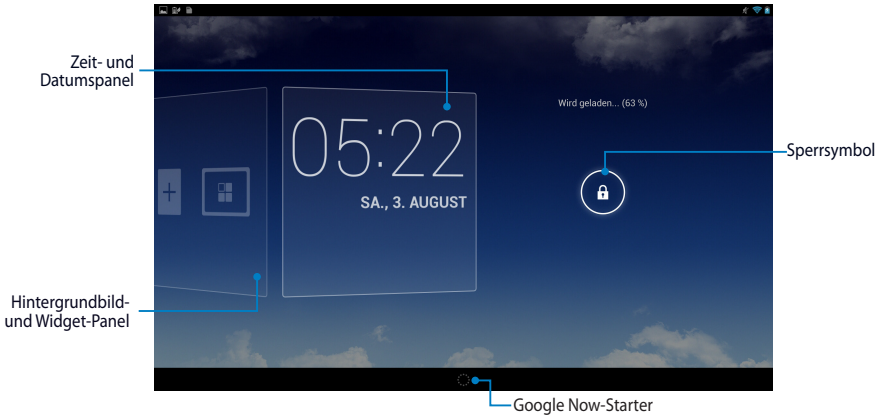 Zeit- und
Datumspanel
Wird geladen... (63 %)
05:22
Sperrsymbol
SA., 3. AUGUST
Hintergrundbild-
und Widget-Panel
Google Now-Starter